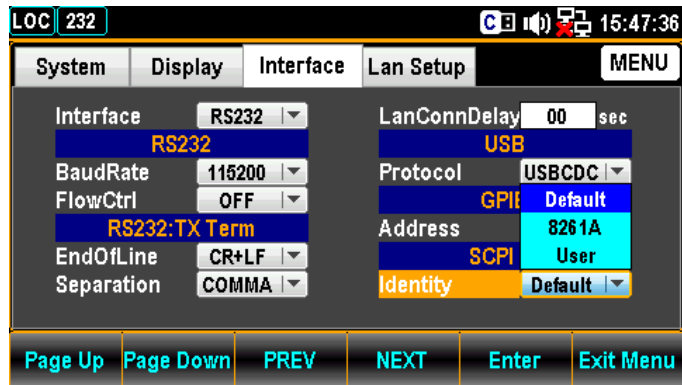 LOC 232 C 15:47:36
System Display Interface Lan Setup MENU
Interface RS232
RS232
BaudRate 115200
FlowCtrl OFF
RS232:TX Term
EndOfLine CR+LF
Separation COMMA
LanConnDelay 00 sec
USB
Protocol USBCDC
GPIB
Default
Address
8261A
SCPI
User
Identity Default
Page Up Page Down PREV NEXT Enter Exit Menu